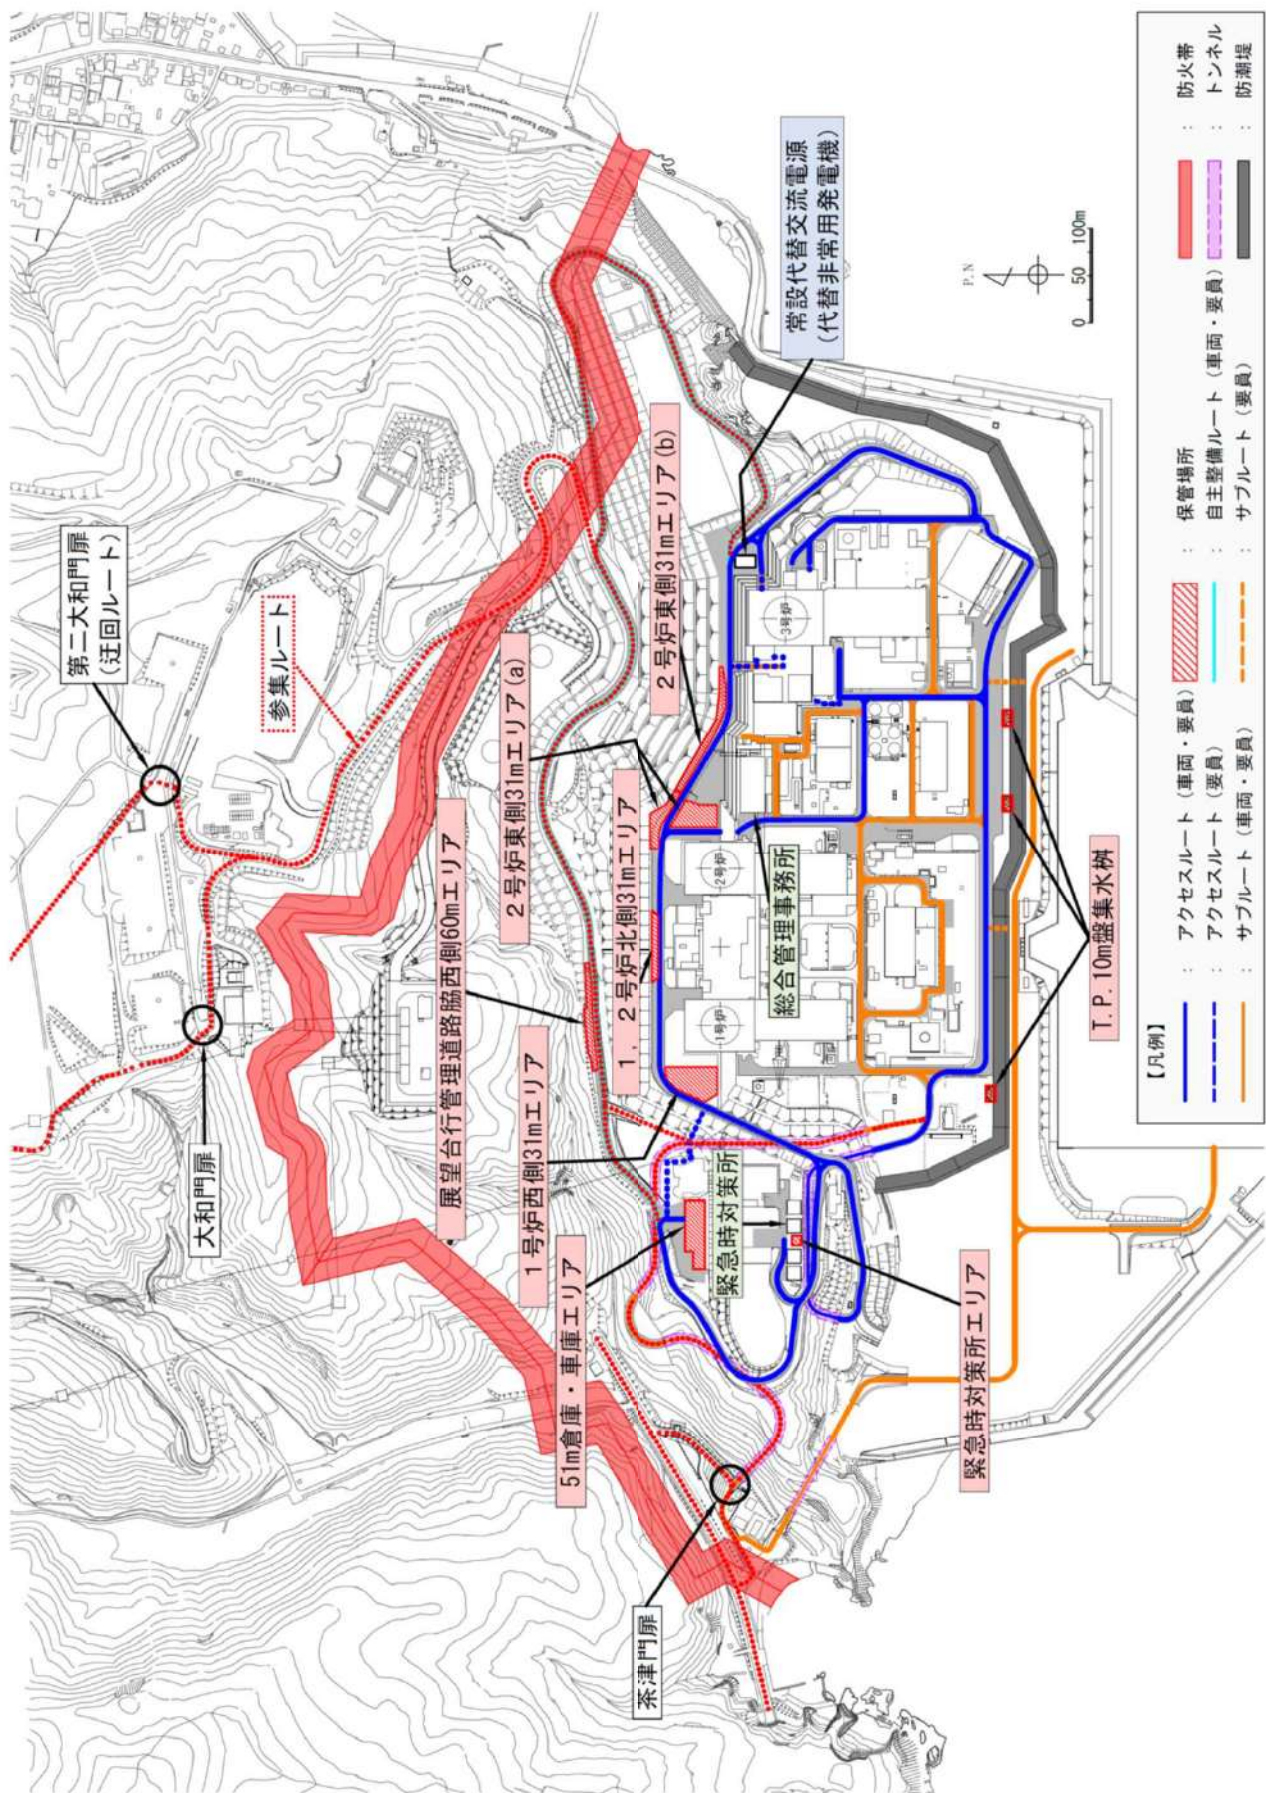 第二大和門扉
(迂回ルート)
参集ルート
大和門扉
展望台行管理道路脇西側60mエリア
2号炉東側31mエリア(a)
2号炉東側31mエリア(b)
1,2号炉北側31mエリア
1号炉西側31mエリア
51m倉庫・車庫エリア
茶津門扉
常設代替交流電源
(代替非常用発電機)
緊急時対策所
総合管理事務所
1号炉
2号炉
3号炉
緊急時対策所エリア
T.P.10m盤集水桝
P.N
0 50 100m
【凡例】
: アクセスルート(車両・要員)
: アクセスルート(要員)
: サブルート(車両・要員)
: 保管場所
: 自主整備ルート(車両・要員)
: サブルート(要員)
: 防火帯
: トンネル
: 防潮堤